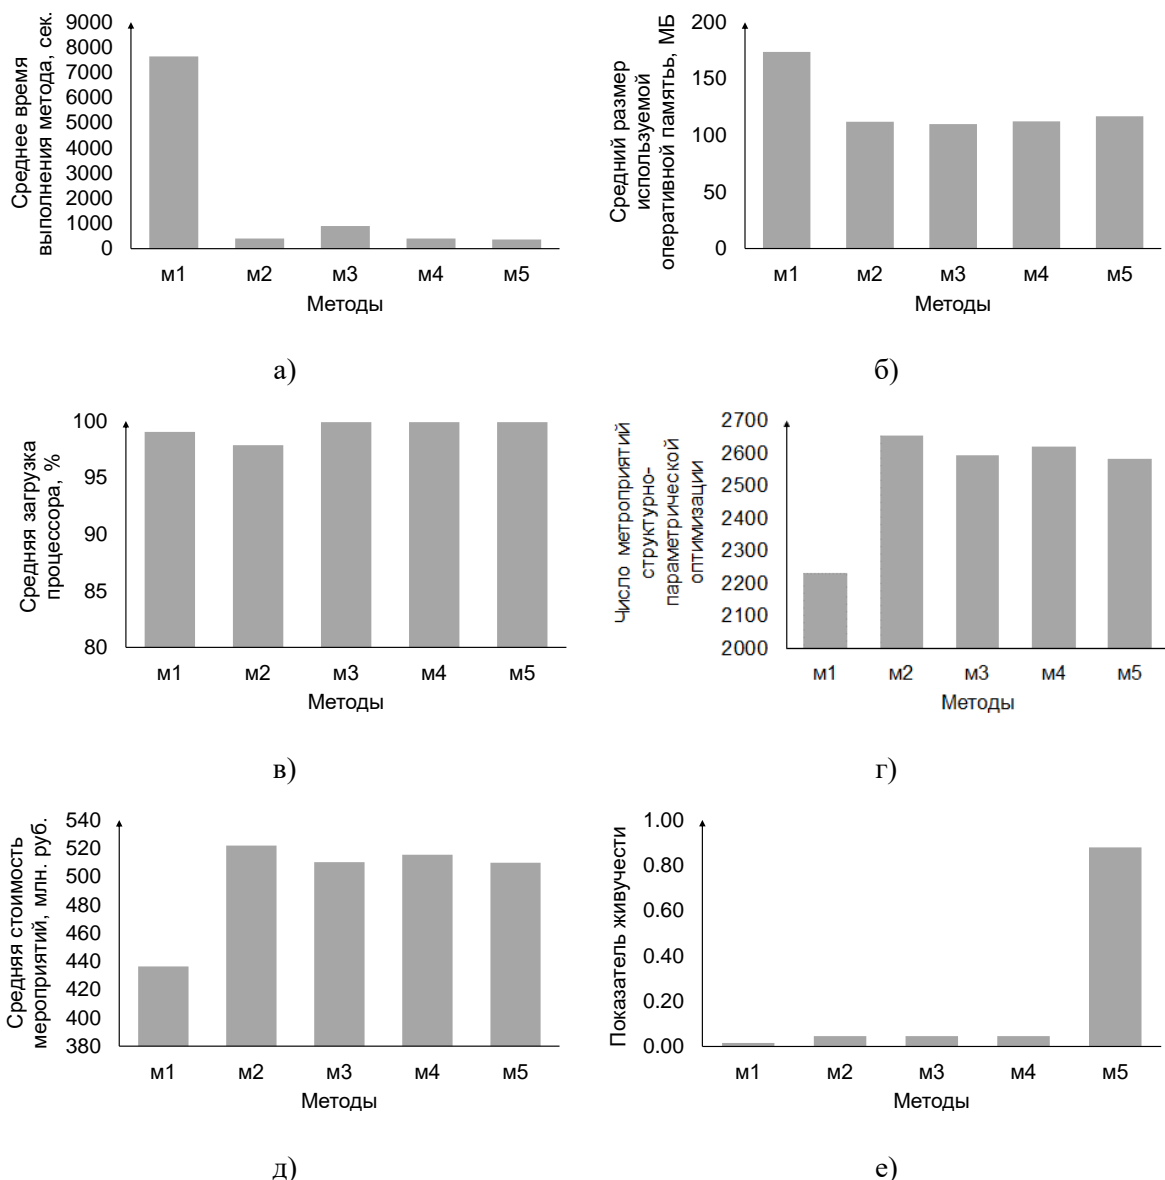 Среднее время
выполнения метода, сек.
9000
8000
7000
6000
5000
4000
3000
2000
1000
0
м1 м2 м3 м4 м5
Методы
а)
Средний размер
используемой
оперативной памятьь, МБ
200
150
100
50
0
м1 м2 м3 м4 м5
Методы
б)
Средняя загрузка
процессора, %
100
95
90
85
80
м1 м2 м3 м4 м5
Методы
в)
Число метроприятий
структурно-
параметрической
оптимизации
2700
2600
2500
2400
2300
2200
2100
2000
м1 м2 м3 м4 м5
Методы
г)
Средняя стоимость
мероприятий, млн. руб.
540
520
500
480
460
440
420
400
380
м1 м2 м3 м4 м5
Методы
д)
Показатель живучести
1.00
0.80
0.60
0.40
0.20
0.00
м1 м2 м3 м4 м5
Методы
е)